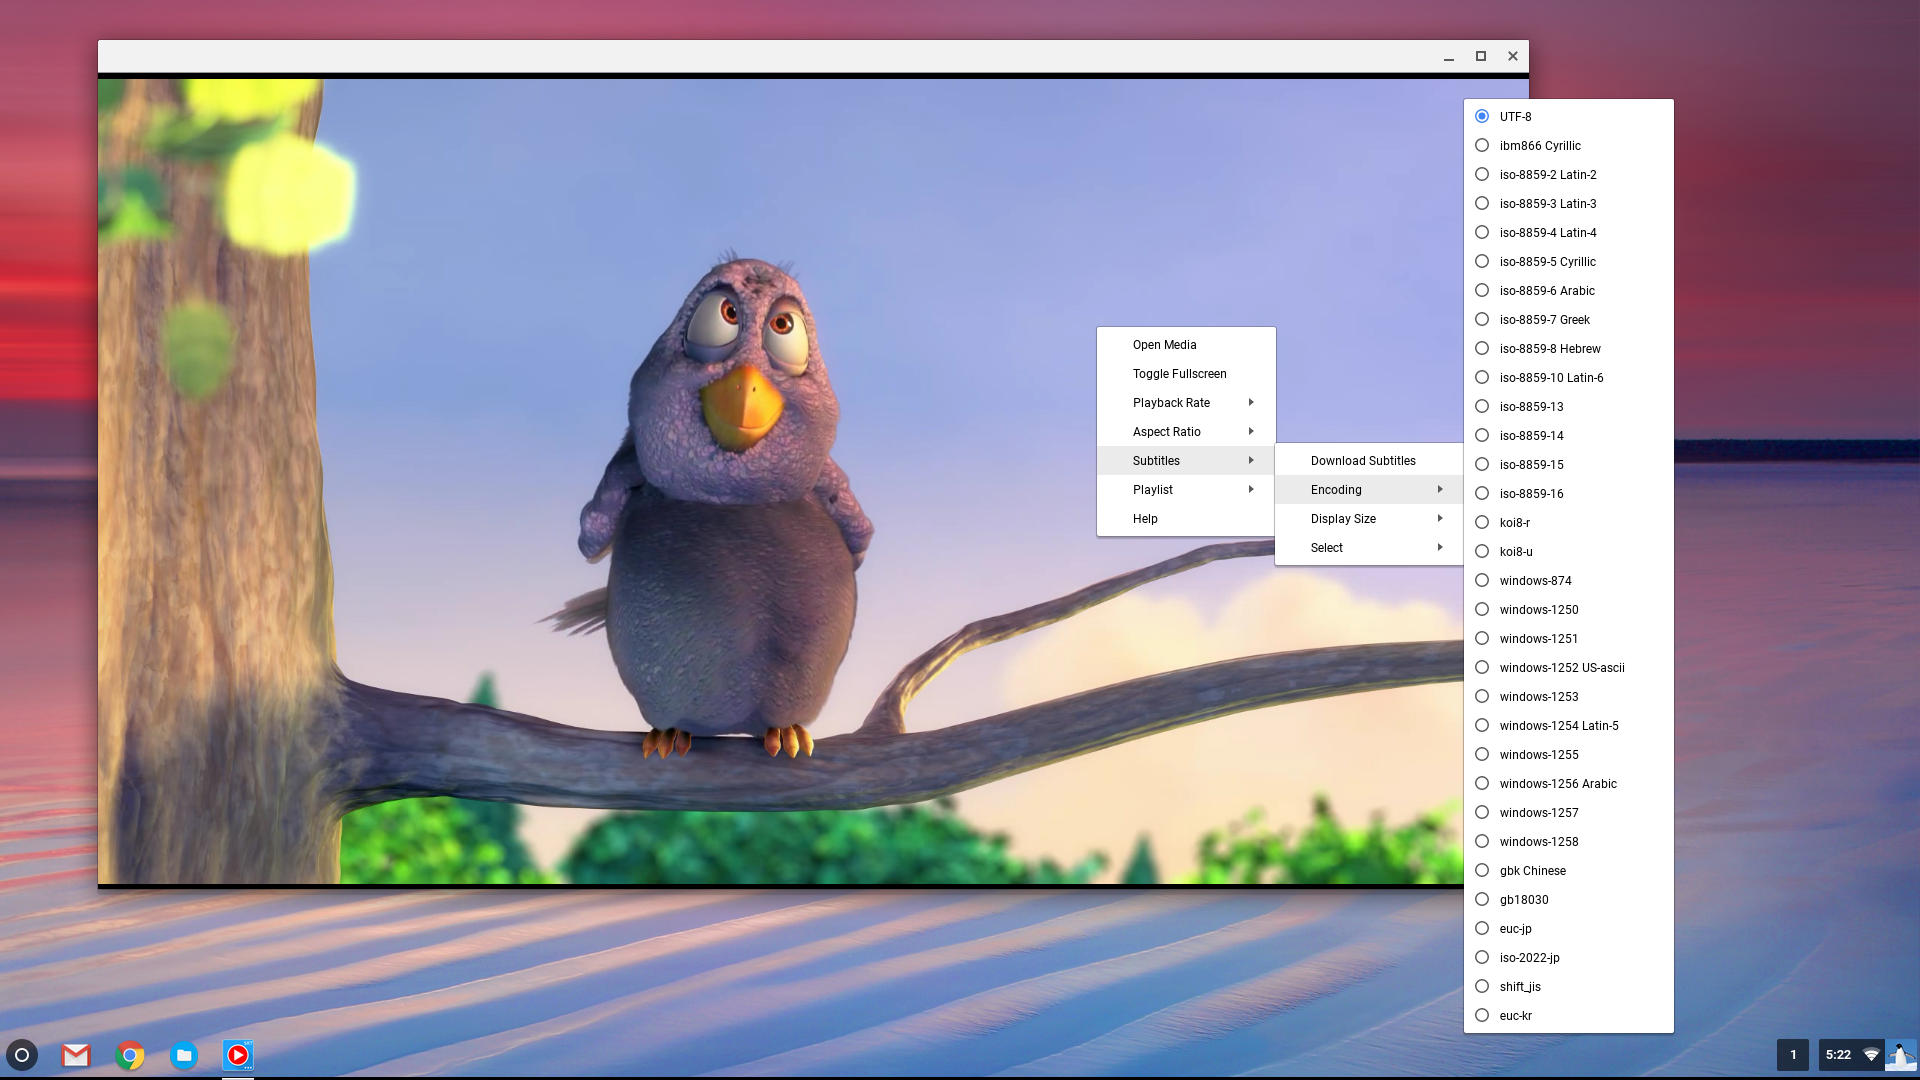 Open Media
Toggle Fullscreen
Playback Rate
Aspect Ratio
Subtitles
Playlist
Help
Download Subtitles
Encoding
Display Size
Select
UTF-8
ibm866 Cyrillic
iso-8859-2 Latin-2
iso-8859-3 Latin-3
iso-8859-4 Latin-4
iso-8859-5 Cyrillic
iso-8859-6 Arabic
iso-8859-7 Greek
iso-8859-8 Hebrew
iso-8859-10 Latin-6
iso-8859-13
iso-8859-14
iso-8859-15
iso-8859-16
koi8-r
koi8-u
windows-874
windows-1250
windows-1251
windows-1252 US-ascii
windows-1253
windows-1254 Latin-5
windows-1255
windows-1256 Arabic
windows-1257
windows-1258
gbk Chinese
gb18030
euc-jp
iso-2022-jp
shift_jis
euc-kr
1
5:22